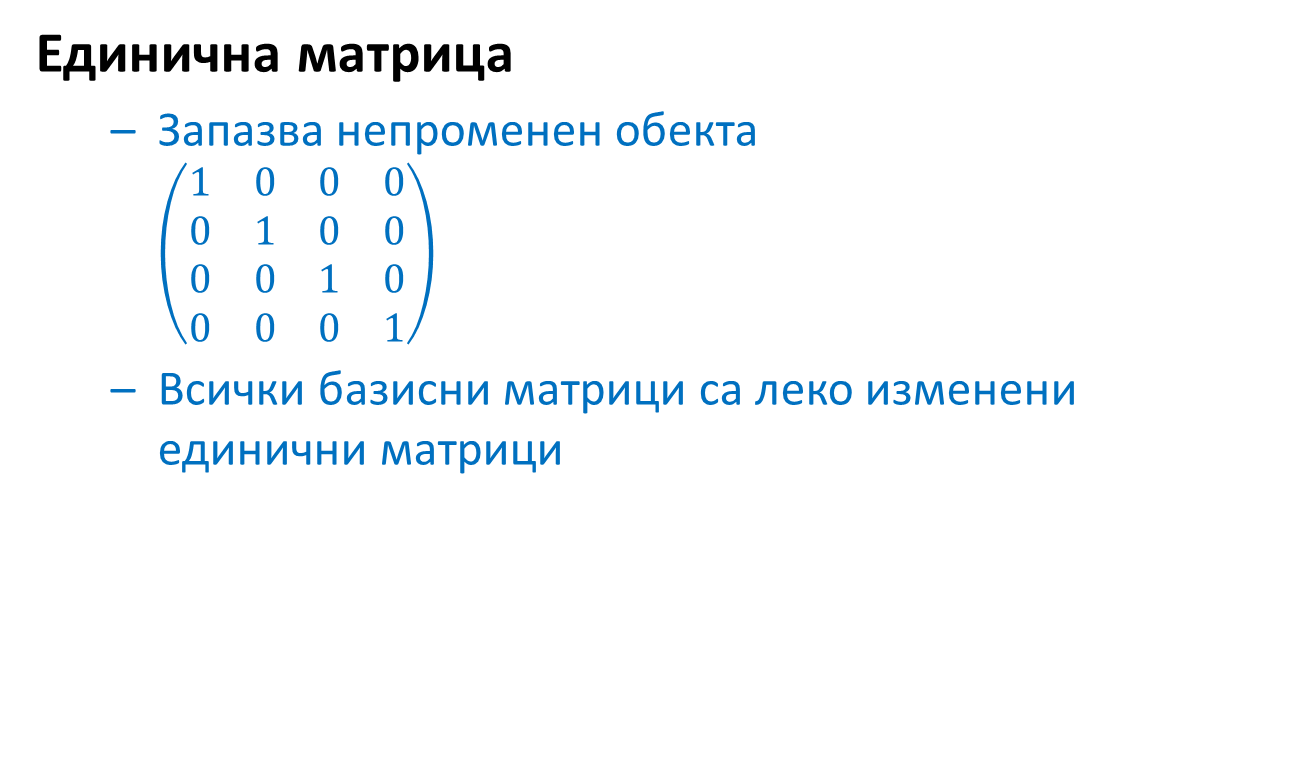 Единична матрица
– Запазва непроменен обекта
1 0 0 0
0 1 0 0
0 0 1 0
0 0 0 1
– Всички базисни матрици са леко изменени
единични матрици